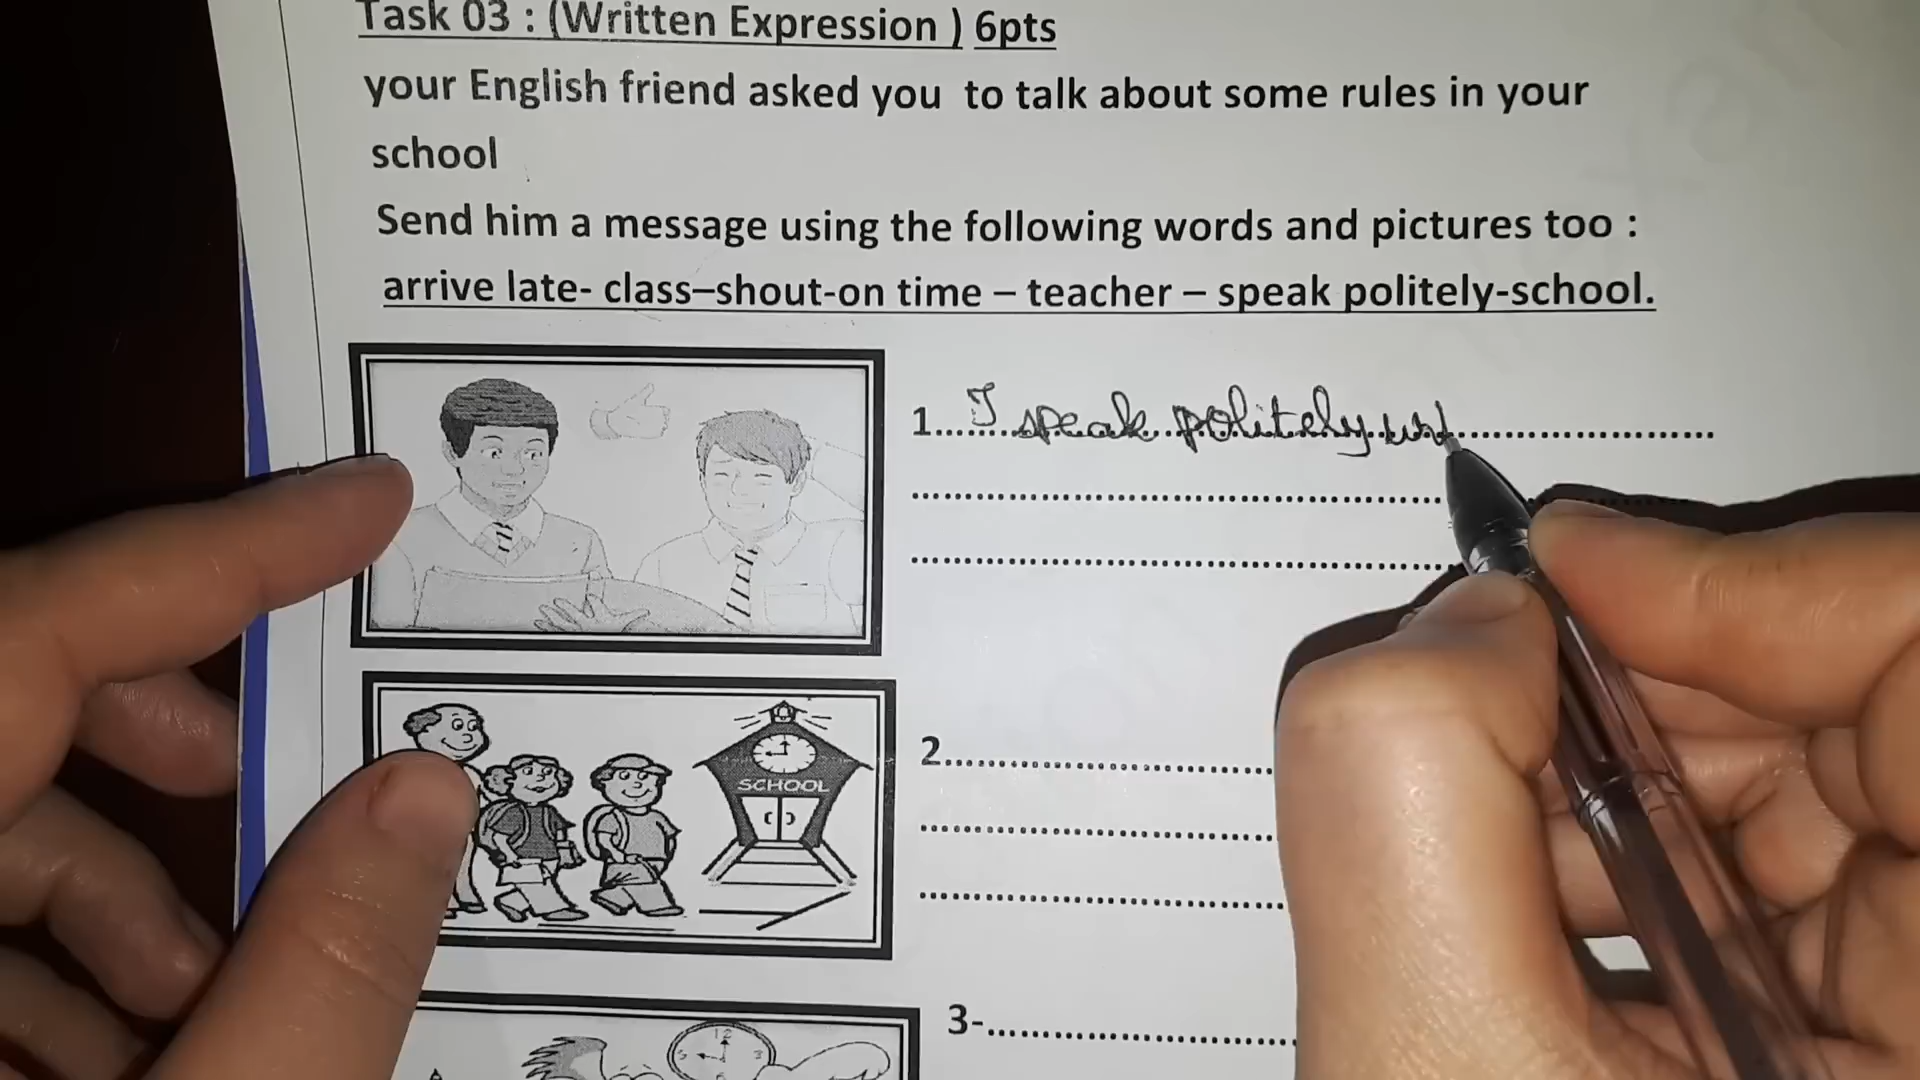 Task 03 : (Written Expression ) 6pts
your English friend asked you to talk about some rules in your
school
Send him a message using the following words and pictures too :
arrive late- class–shout-on time – teacher – speak politely-school.
1. I speak politely
SCHOOL
2
3-
12
3